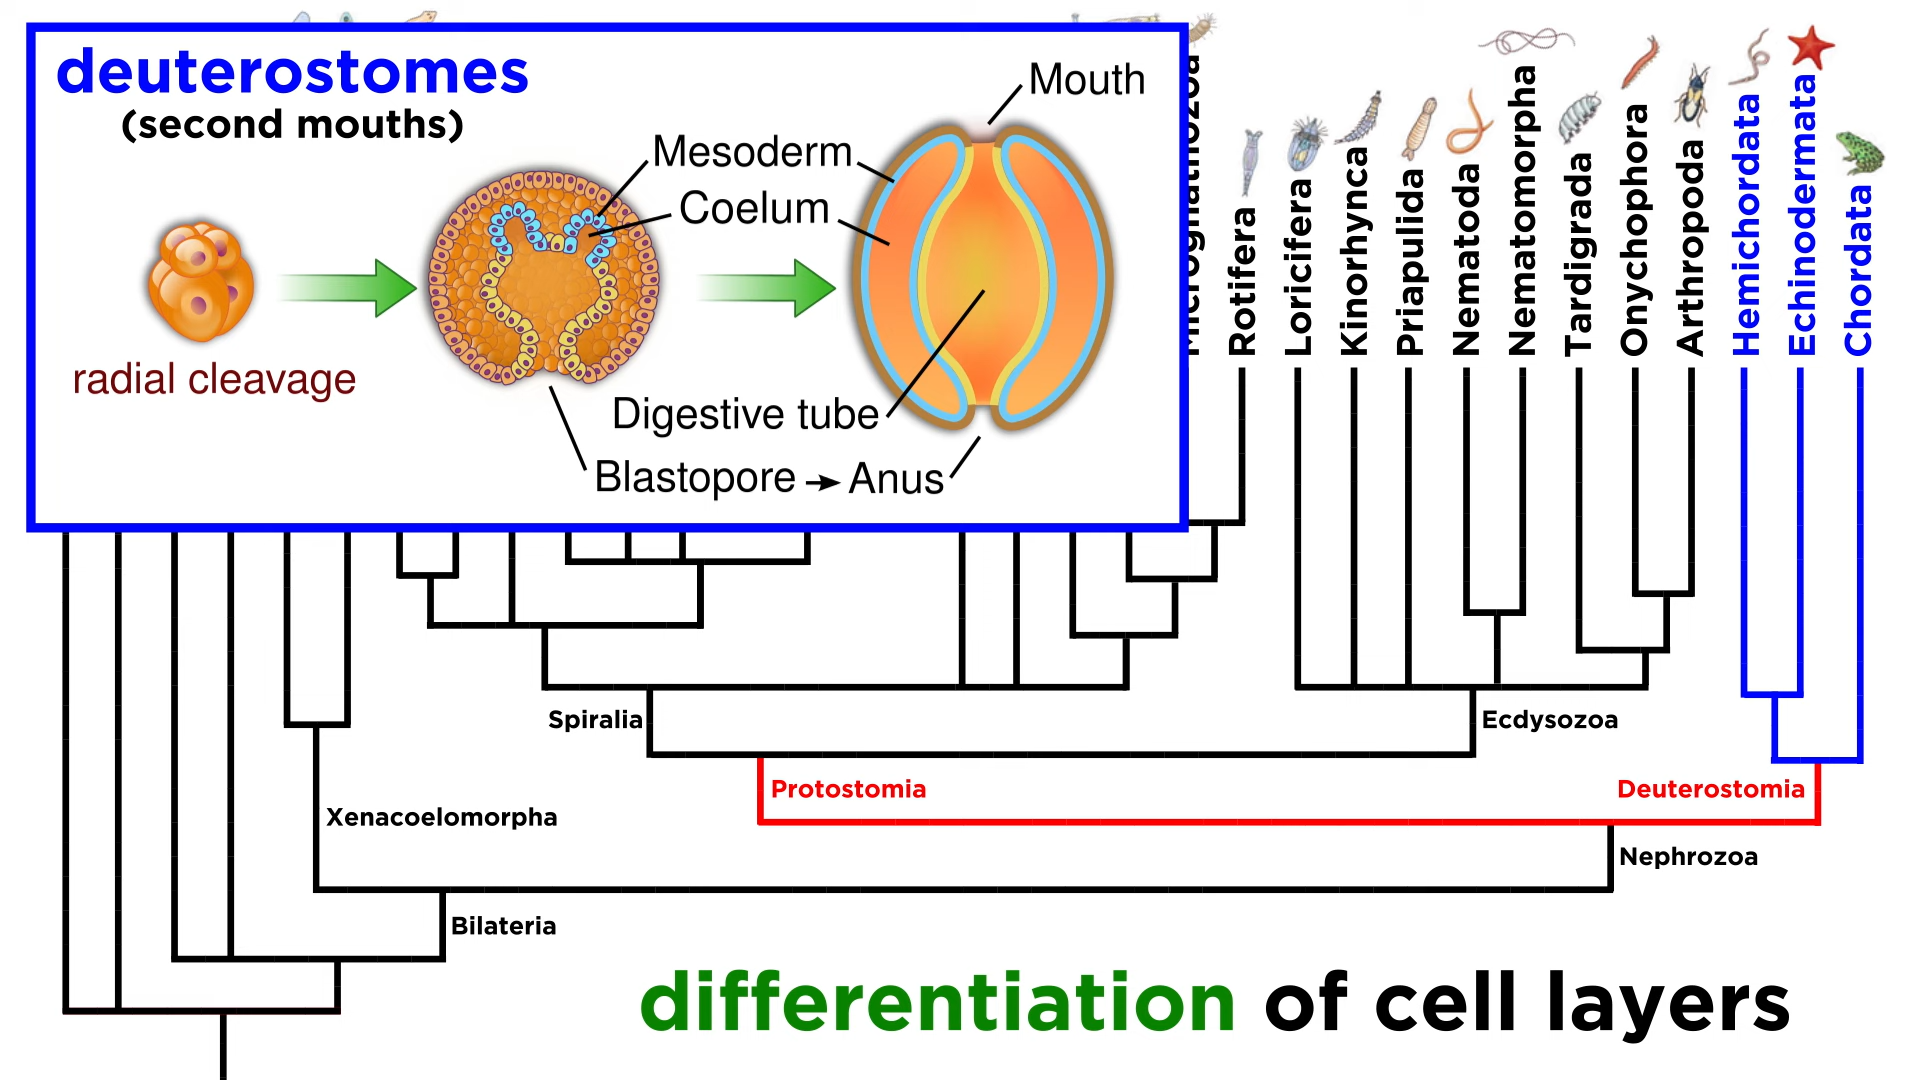 deuterostomes
(second mouths)
Mouth
Mesoderm
Coelum
radial cleavage
Digestive tube
Blastopore → Anus
Rotifera
Loricifera
Kinorhynca
Priapulida
Nematoda
Nematomorpha
Tardigrada
Onychophora
Arthropoda
Hemichordata
Echinodermata
Chordata
Spiralia
Ecdysozoa
Protostomia
Deuterostomia
Xenacoelomorpha
Nephrozoa
Bilateria
differentiation of cell layers